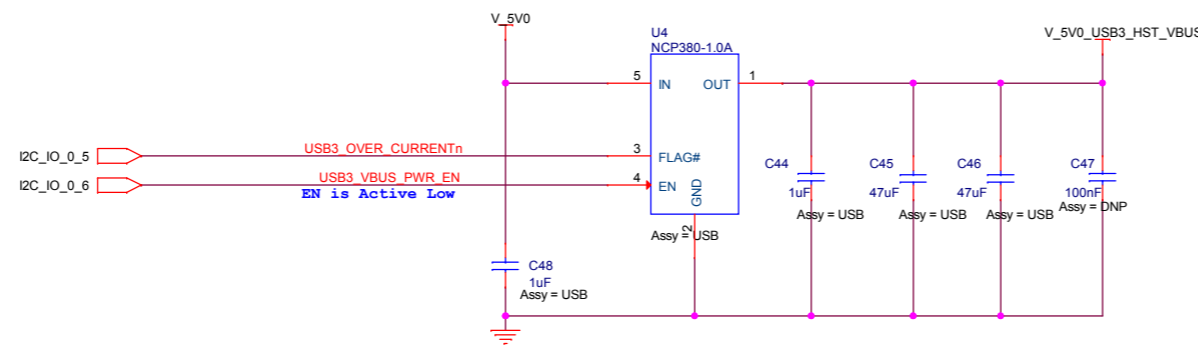 V_5V0
U4
NCP380-1.0A
V_5V0_USB3_HST_VBUS
5
IN
OUT
1
I2C_IO_0_5
USB3_OVER_CURRENTn
3
FLAG#
I2C_IO_0_6
USB3_VBUS_PWR_EN
4
EN
EN is Active Low
GND
2
Assy = USB
C44
1uF
Assy = USB
C45
47uF
Assy = USB
C46
47uF
Assy = USB
C47
100nF
Assy = DNP
C48
1uF
Assy = USB